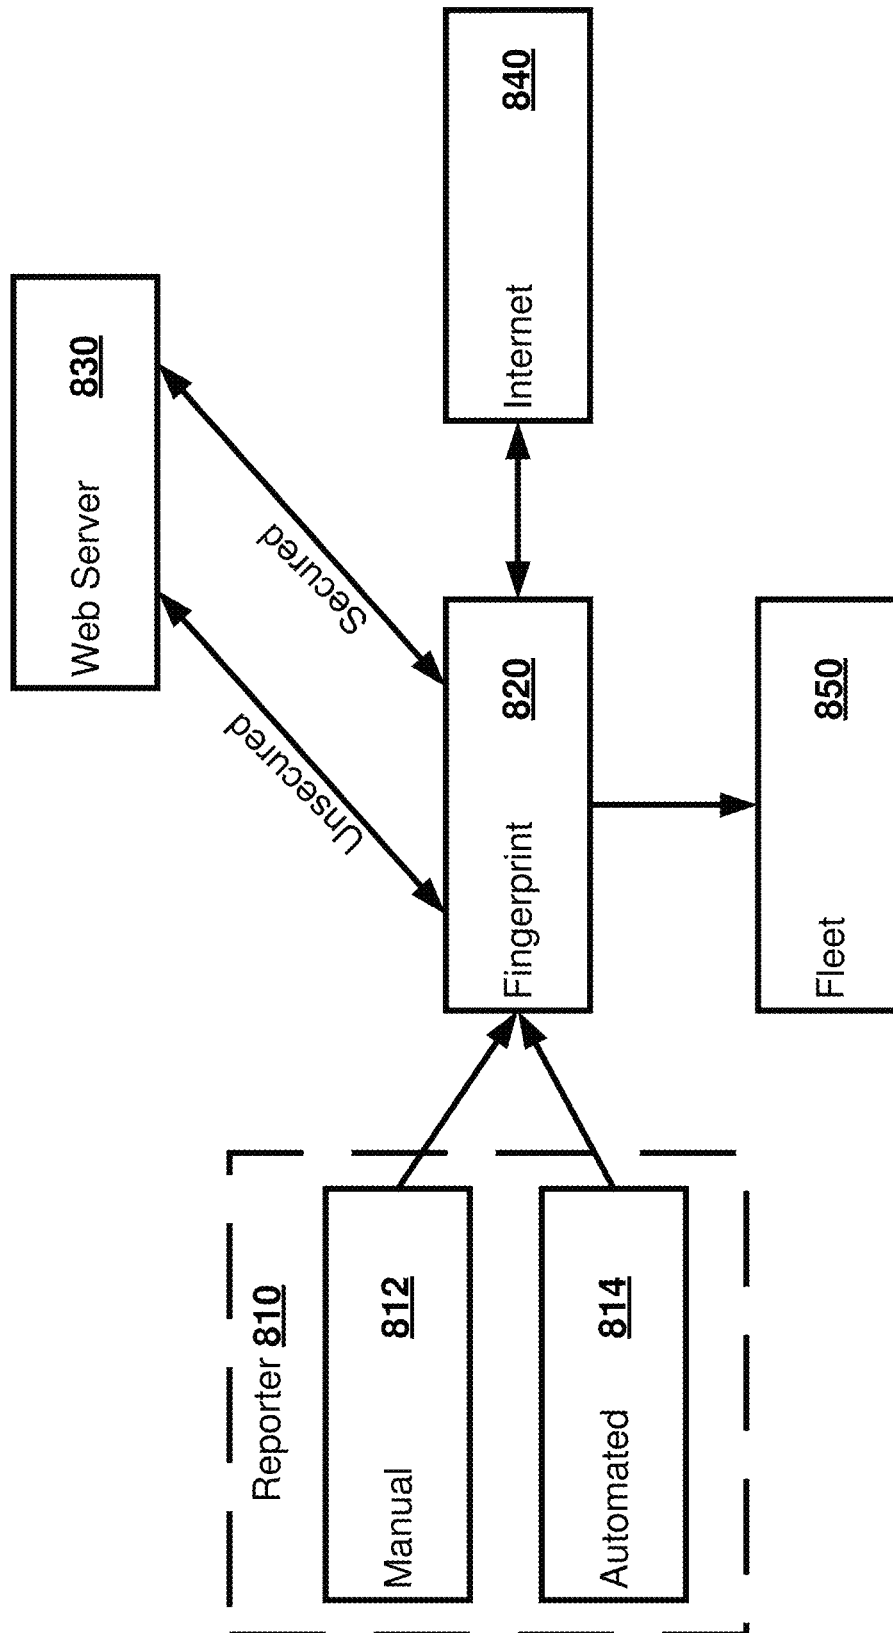 Reporter 810
Manual 812
Automated 814
Unsecured
Secured
Web Server 830
Fingerprint 820
Internet 840
Fleet 850